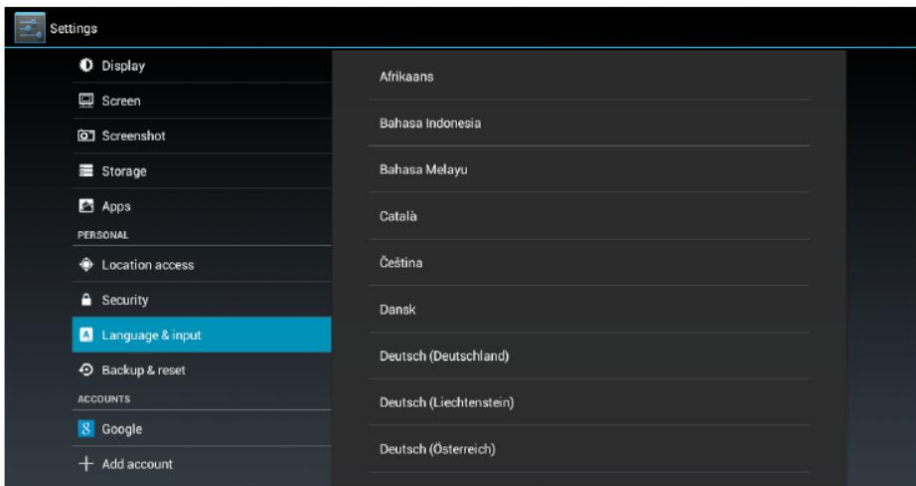 Settings
Display
Screen
Screenshot
Storage
Apps
PERSONAL
Location access
Security
Language & input
Backup & reset
ACCOUNTS
Google
Add account
Afrikaans
Bahasa Indonesia
Bahasa Melayu
Català
Čeština
Dansk
Deutsch (Deutschland)
Deutsch (Liechtenstein)
Deutsch (Österreich)